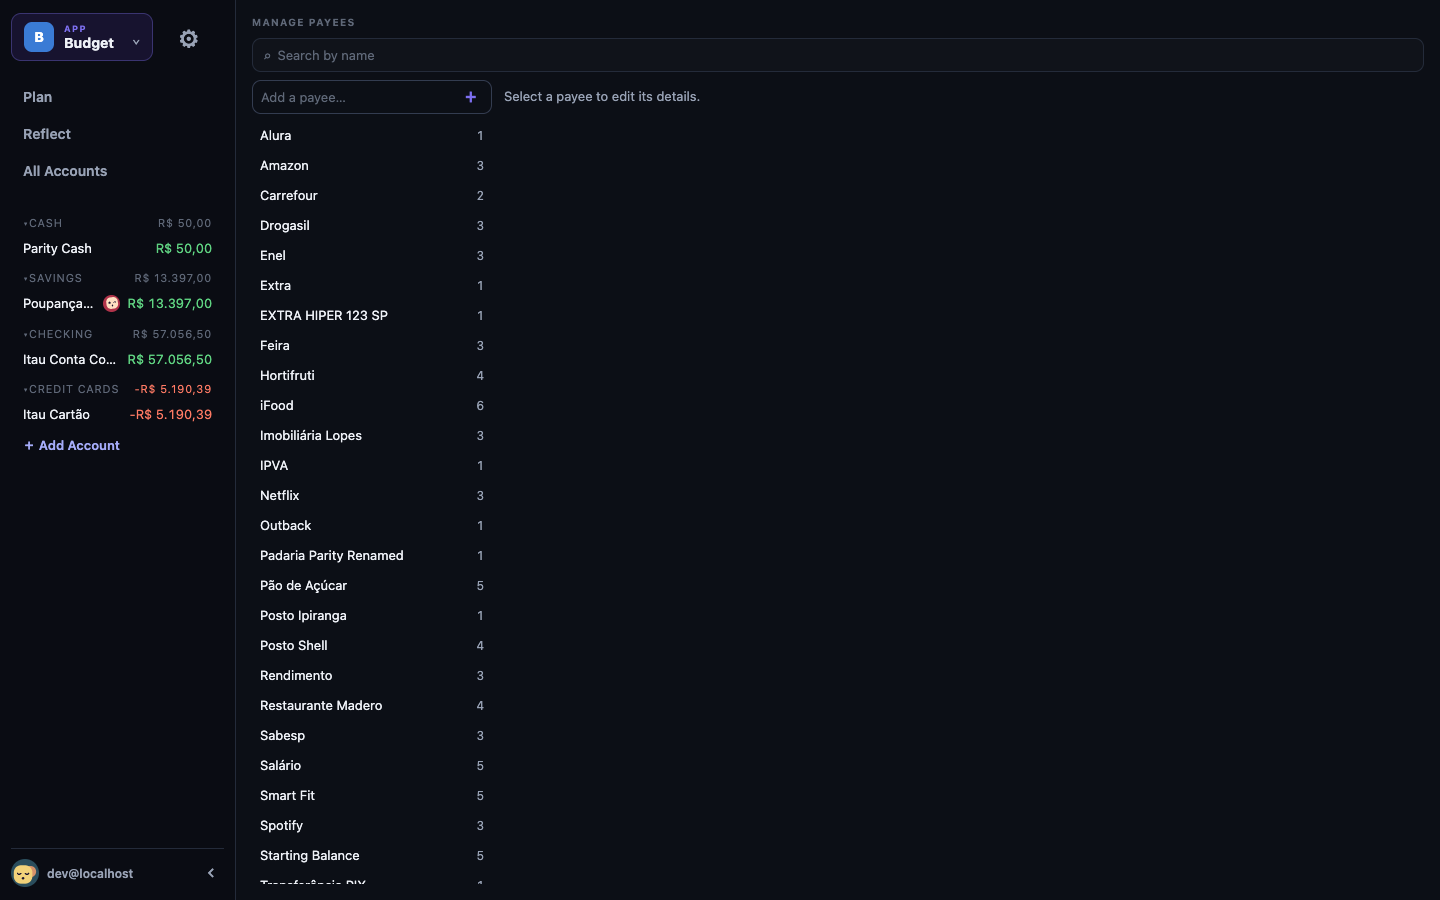 B
APP
Budget
Plan
Reflect
All Accounts
CASH R$ 50,00
Parity Cash R$ 50,00
SAVINGS R$ 13.397,00
Poupança... R$ 13.397,00
CHECKING R$ 57.056,50
Itau Conta Co... R$ 57.056,50
CREDIT CARDS -R$ 5.190,39
Itau Cartão -R$ 5.190,39
+ Add Account
dev@localhost
MANAGE PAYEES
Search by name
Add a payee... +
Select a payee to edit its details.
Alura 1
Amazon 3
Carrefour 2
Drogasil 3
Enel 3
Extra 1
EXTRA HIPER 123 SP 1
Feira 3
Hortifruti 4
iFood 6
Imobiliária Lopes 3
IPVA 1
Netflix 3
Outback 1
Padaria Parity Renamed 1
Pão de Açúcar 5
Posto Ipiranga 1
Posto Shell 4
Rendimento 3
Restaurante Madero 4
Sabesp 3
Salário 5
Smart Fit 5
Spotify 3
Starting Balance 5
Transferência PIX